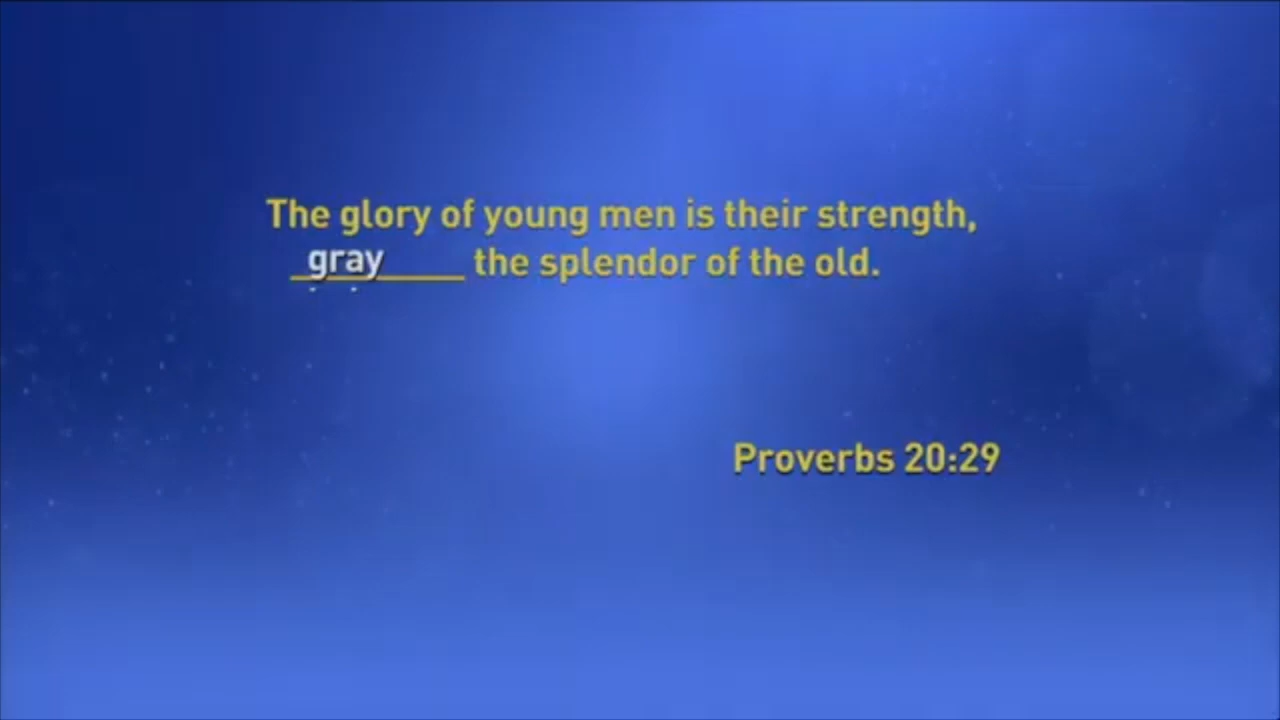 The glory of young men is their strength,
gray the splendor of the old.
Proverbs 20:29